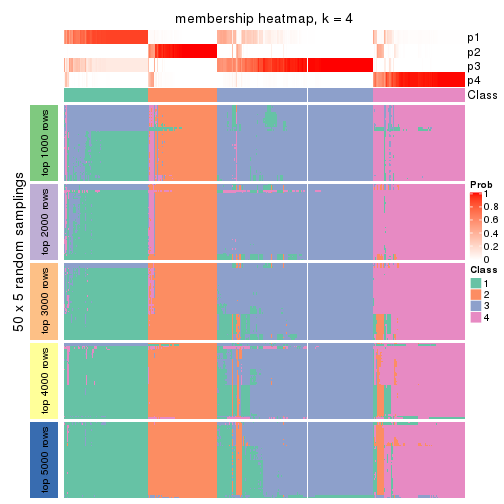 membership heatmap, k = 4
p1
p2
p3
p4
Class
50 x 5 random samplings
top 1000 rows
top 2000 rows
top 3000 rows
top 4000 rows
top 5000 rows
Prob
1
0.8
0.6
0.4
0.2
0
Class
1
2
3
4